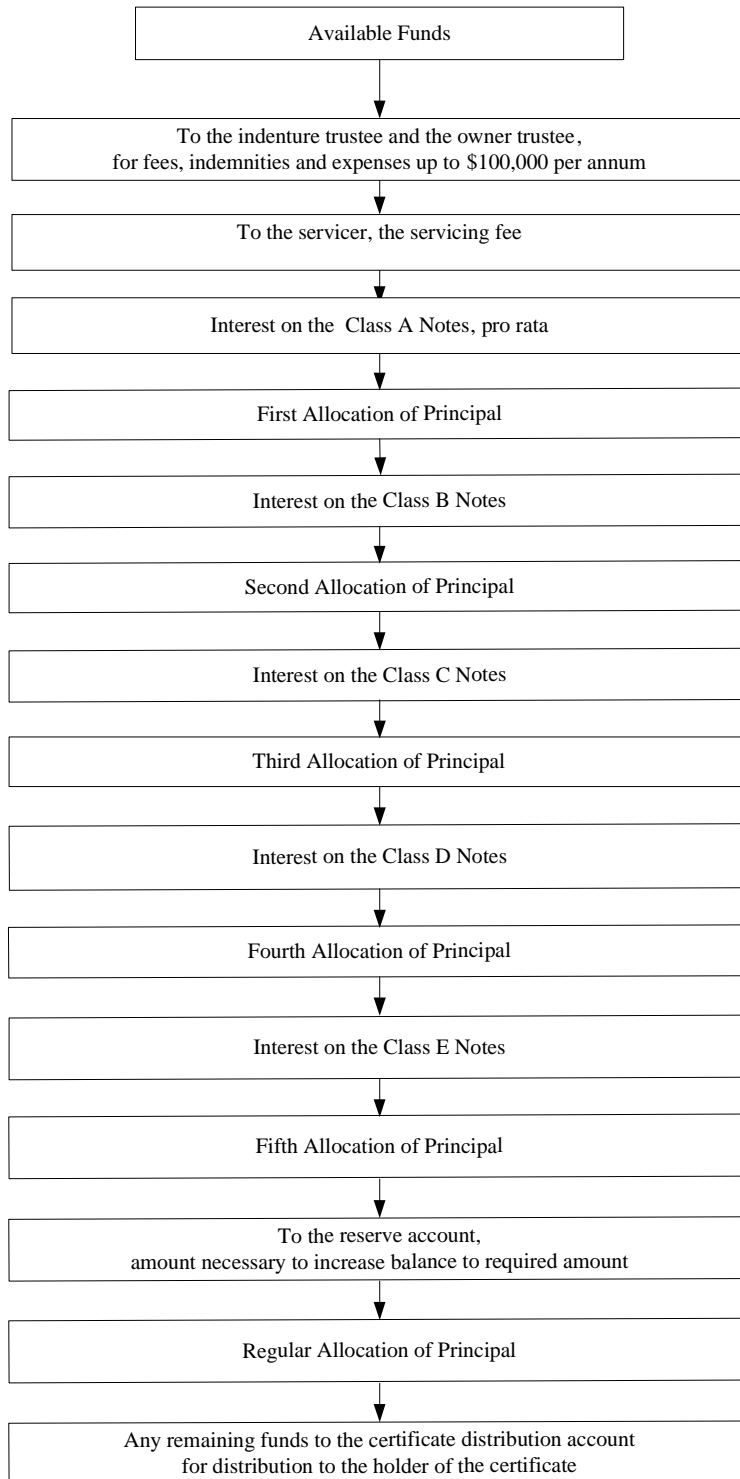 Available Funds
To the indenture trustee and the owner trustee,
for fees, indemnities and expenses up to $100,000 per annum
To the servicer, the servicing fee
Interest on the Class A Notes, pro rata
First Allocation of Principal
Interest on the Class B Notes
Second Allocation of Principal
Interest on the Class C Notes
Third Allocation of Principal
Interest on the Class D Notes
Fourth Allocation of Principal
Interest on the Class E Notes
Fifth Allocation of Principal
To the reserve account,
amount necessary to increase balance to required amount
Regular Allocation of Principal
Any remaining funds to the certificate distribution account
for distribution to the holder of the certificate